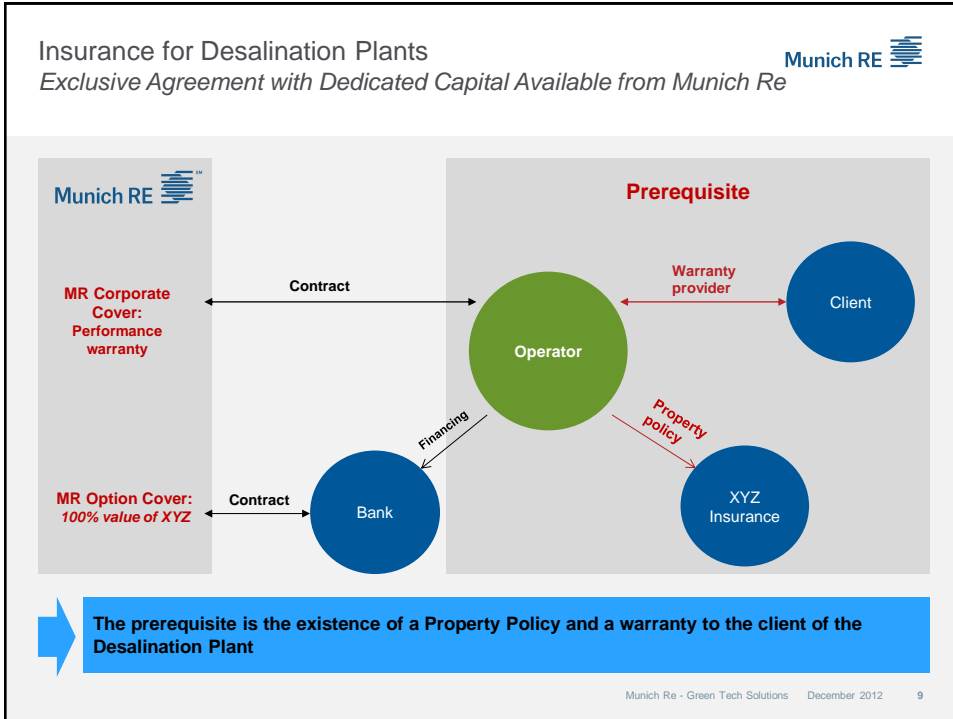 Insurance for Desalination Plants
Exclusive Agreement with Dedicated Capital Available from Munich Re
Munich RE
Munich RE
SM
Prerequisite
MR Corporate
Cover:
Performance
warranty
Contract
Operator
Warranty
provider
Client
Financing
Property
policy
MR Option Cover:
100% value of XYZ
Contract
Bank
XYZ
Insurance
The prerequisite is the existence of a Property Policy and a warranty to the client of the
Desalination Plant
Munich Re - Green Tech Solutions December 2012 9